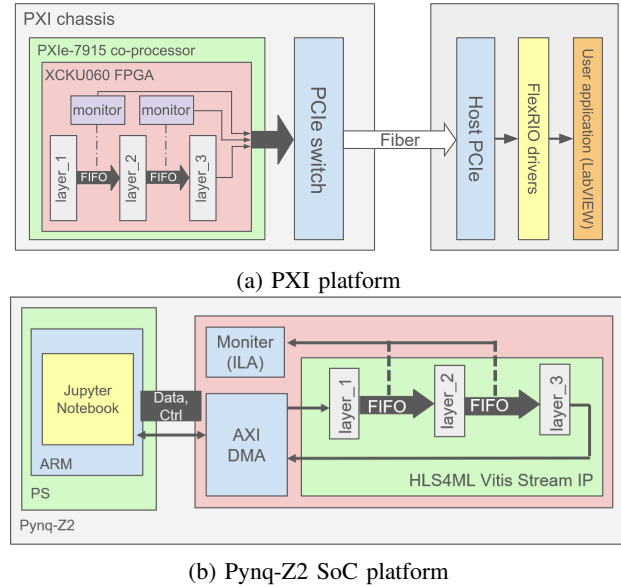 PXI chassis
PXIe-7915 co-processor
XCKU060 FPGA
monitor
monitor
layer_1
FIFO
layer_2
FIFO
layer_3
PCIe switch
Fiber
Host PCIe
FlexRIO drivers
User application (LabVIEW)
(a) PXI platform
Jupyter
Notebook
ARM
PS
Pynq-Z2
Data,
Ctrl
Moniter
(ILA)
AXI
DMA
layer_1
FIFO
layer_2
FIFO
layer_3
HLS4ML Vitis Stream IP
(b) Pynq-Z2 SoC platform